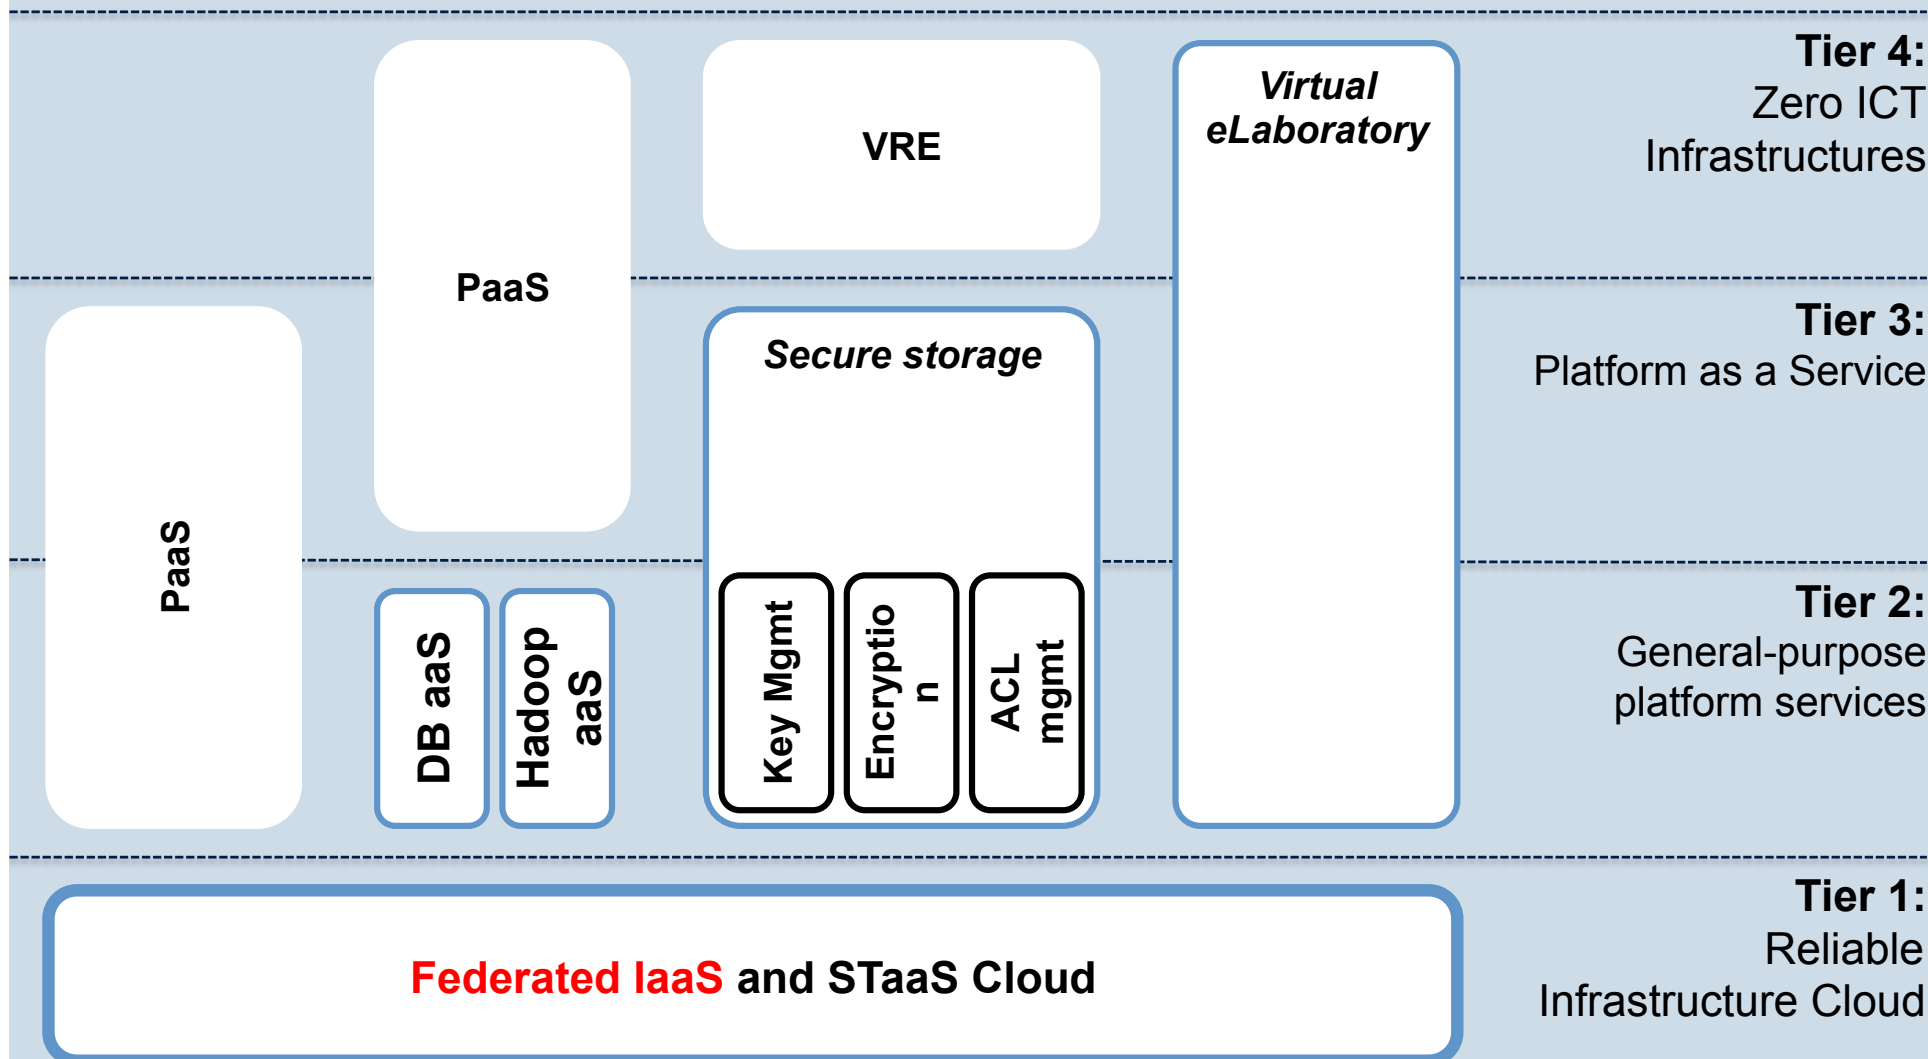 Tier 4:
Zero ICT
Infrastructures
Virtual
eLaboratory
VRE
PaaS
Tier 3:
Platform as a Service
Secure storage
PaaS
Tier 2:
General-purpose
platform services
DB aaS
Hadoop
aaS
Key Mgmt
Encryptio
n
ACL
mgmt
Tier 1:
Reliable
Infrastructure Cloud
Federated IaaS and STaaS Cloud